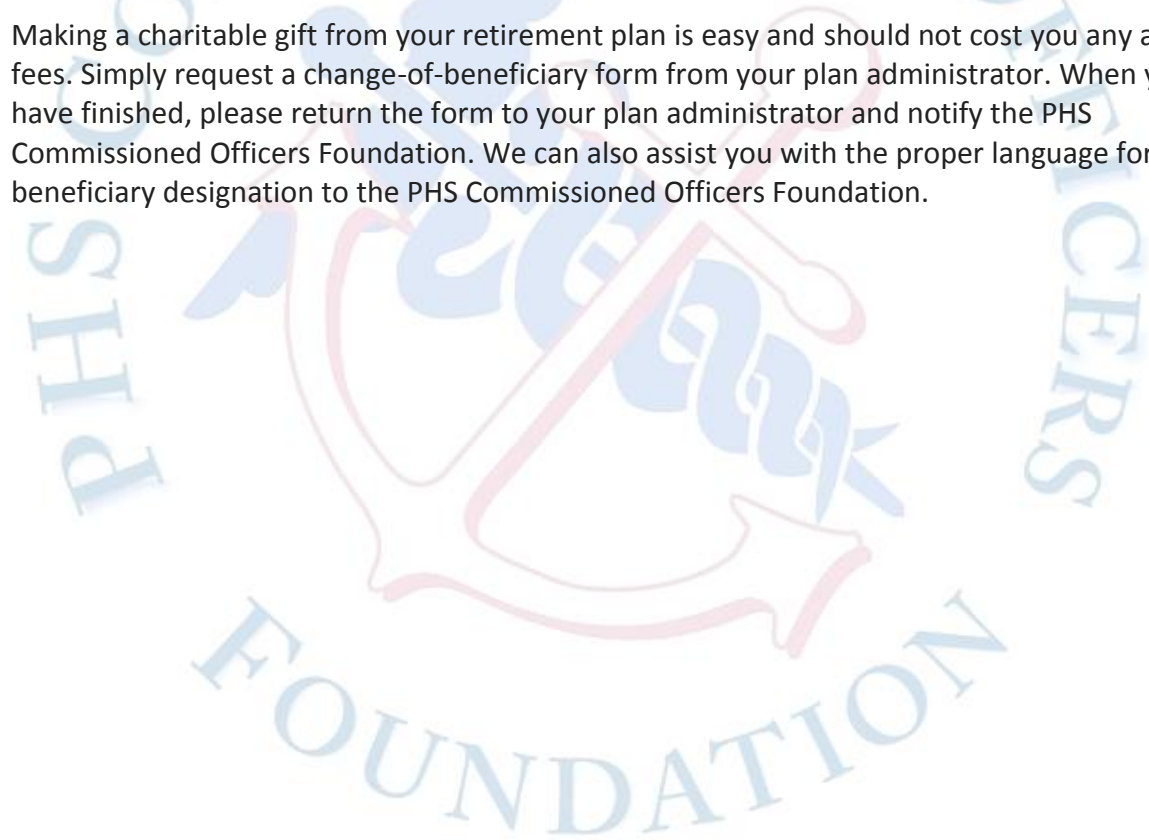 Making a charitable gift from your retirement plan is easy and should not cost you any
fees. Simply request a change-of-beneficiary form from your plan administrator. When
have finished, please return the form to your plan administrator and notify the PHS
Commissioned Officers Foundation. We can also assist you with the proper language for
beneficiary designation to the PHS Commissioned Officers Foundation.
PHS CO
OFFICERS
FOUNDATION